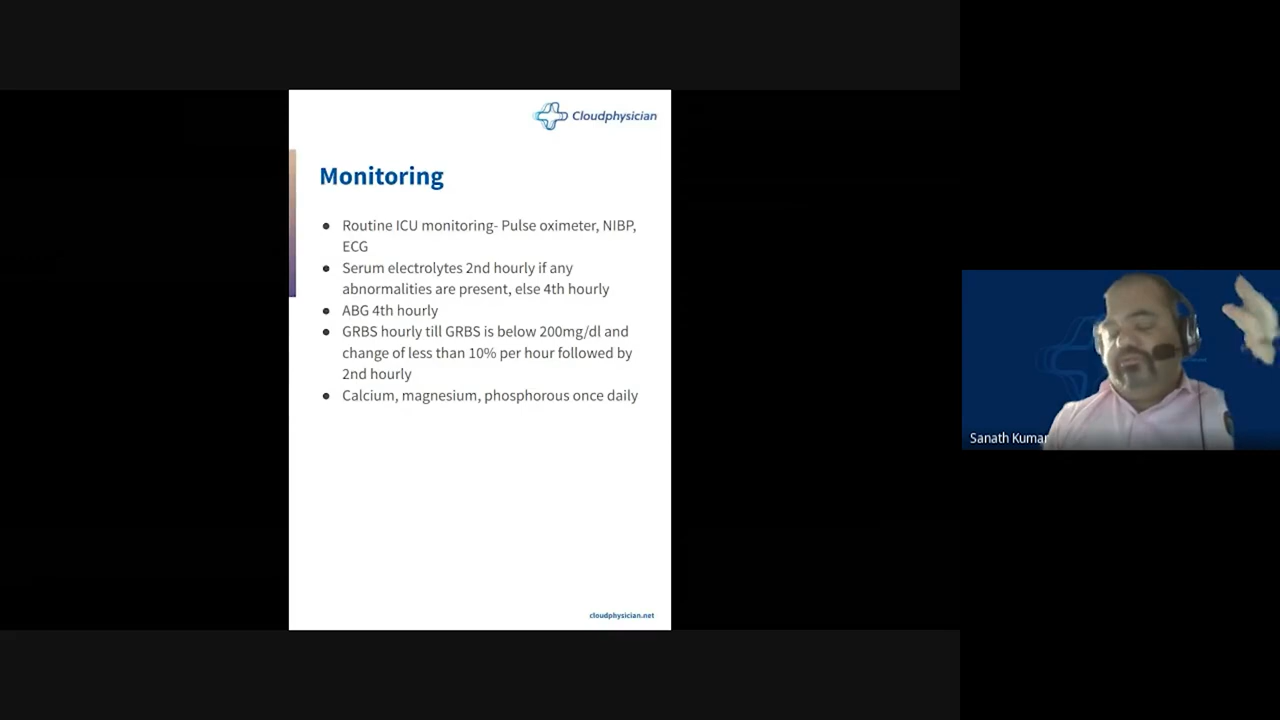 Cloudphysician
Monitoring
● Routine ICU monitoring- Pulse oximeter, NIBP,
ECG
● Serum electrolytes 2nd hourly if any
abnormalities are present, else 4th hourly
● ABG 4th hourly
● GRBS hourly till GRBS is below 200mg/dl and
change of less than 10% per hour followed by
2nd hourly
● Calcium, magnesium, phosphorous once daily
cloudphysician.net
Sanath Kumar